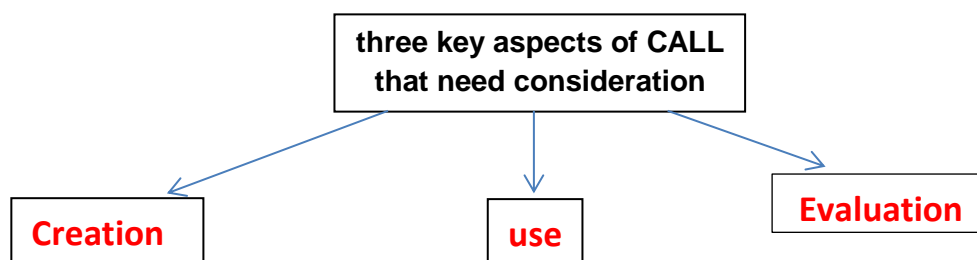 three key aspects of CALL
that need consideration
Creation
use
Evaluation